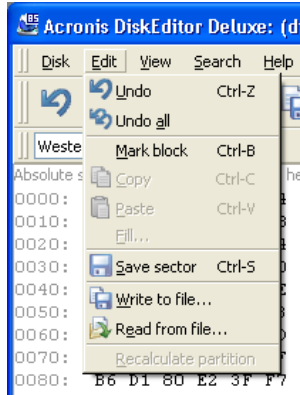 Acronis DiskEditor Deluxe: (d
Disk Edit View Search Help
Undo Ctrl-Z
Undo all
Weste
Mark block Ctrl-B
Absolute s
Copy Ctrl-C
he
0000:
Paste Ctrl-V
0010:
Fill...
0020:
0030:
Save sector Ctrl-S
0040:
Write to file...
0050:
Read from file...
0060:
0070:
Recalculate partition
0080: B6 D1 80 E2 3F F7